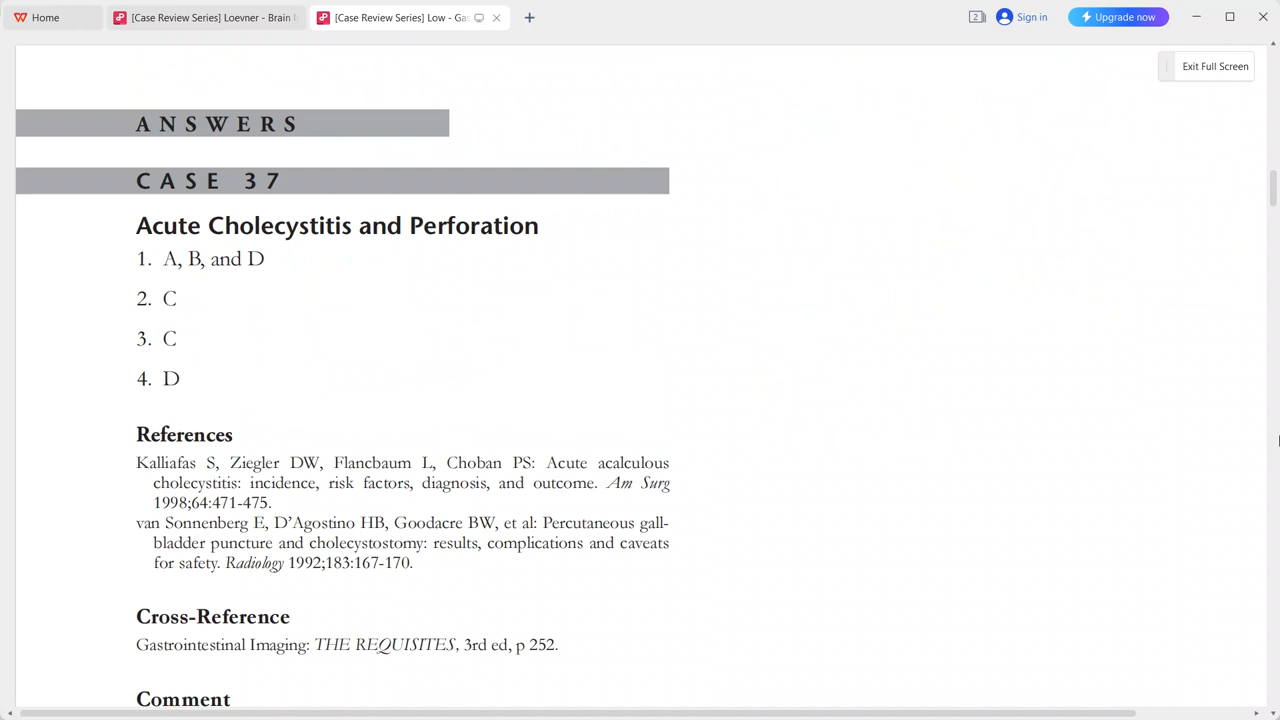 Home
[Case Review Series] Loevner - Brain
[Case Review Series] Low - Gas
2
Sign in
Upgrade now
Exit Full Screen
ANSWERS
CASE 37
Acute Cholecystitis and Perforation
1. A, B, and D
2. C
3. C
4. D
References
Kalliafas S, Ziegler DW, Flancbaum L, Choban PS: Acute acalculous
cholecystitis: incidence, risk factors, diagnosis, and outcome. Am Surg
1998;64:471-475.
van Sonnenberg E, D'Agostino HB, Goodacre BW, et al: Percutaneous gall-
bladder puncture and cholecystostomy: results, complications and caveats
for safety. Radiology 1992;183:167-170.
Cross-Reference
Gastrointestinal Imaging: THE REQUISITES, 3rd ed, p 252.
Comment